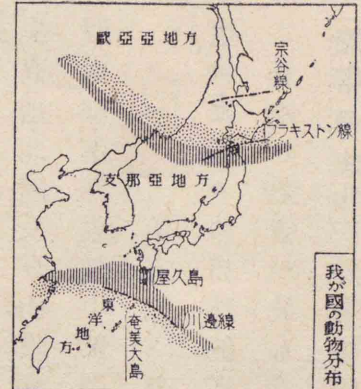 歐亞亞地方
宗谷線
ブラキストン線
支那亞地方
屋久島
川邊線
東洋地方
奄美大島
我が國の動物分布